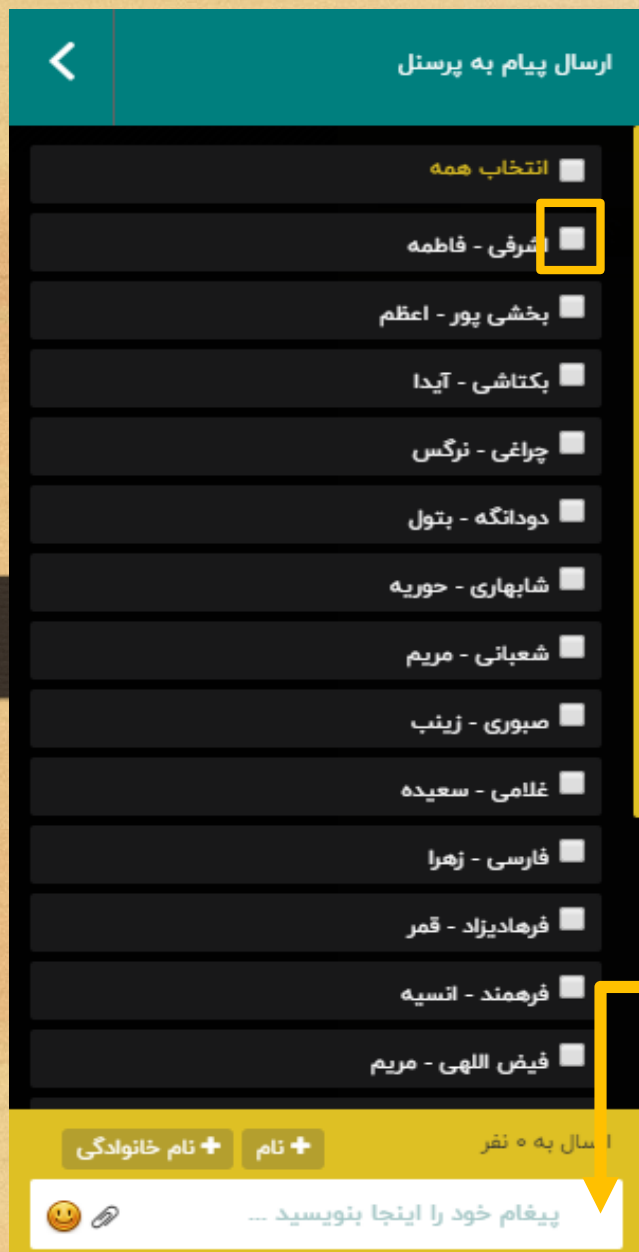 ارسال پیام به پرسنل
انتخاب همه
اشرفی - فاطمه
بخشی پور - اعظم
بکتاشی - آیدا
چراغی - نرگس
دودانگه - بتول
شابهاری - حوریه
شعبانی - مریم
صبوری - زینب
غلامی - سعیده
فارسی - زهرا
فرهادیزاد - قمر
فرهمند - انسیه
فیض اللهی - مریم
ارسال به ۰ نفر
+ نام
+ نام خانوادگی
پیغام خود را اینجا بنویسید ...